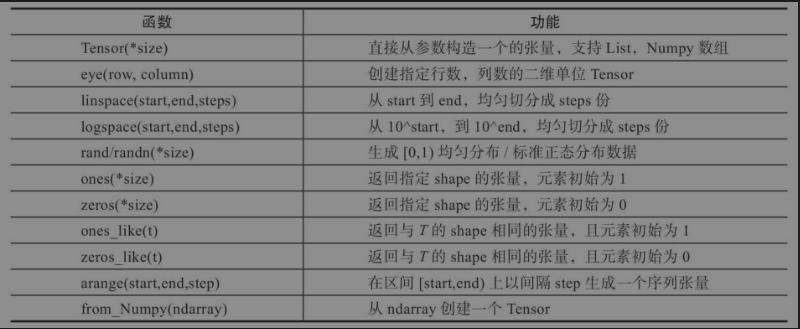 函数 功能
Tensor(*size) 直接从参数构造一个的张量，支持 List，Numpy 数组
eye(row, column) 创建指定行数，列数的二维单位 Tensor
linspace(start,end,steps) 从 start 到 end，均匀切分成 steps 份
logspace(start,end,steps) 从 10^start，到 10^end，均匀切分成 steps 份
rand/randn(*size) 生成 [0,1) 均匀分布 / 标准正态分布数据
ones(*size) 返回指定 shape 的张量，元素初始为 1
zeros(*size) 返回指定 shape 的张量，元素初始为 0
ones_like(t) 返回与 T 的 shape 相同的张量，且元素初始为 1
zeros_like(t) 返回与 T 的 shape 相同的张量，且元素初始为 0
arange(start,end,step) 在区间 [start,end) 上以间隔 step 生成一个序列张量
from_Numpy(ndarray) 从 ndarray 创建一个 Tensor